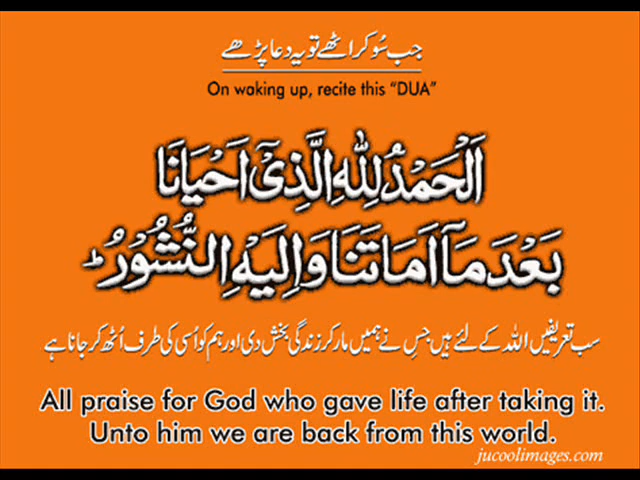 جب سُو کر اٹھے تو یہ دعا پڑھے
On waking up, recite this “DUA”
اَلْحَمْدُ لِلّٰهِ الَّذِیْٓ اَحْیَانَا
بَعْدَ مَآ اَمَاتَنَا وَ اِلَیْهِ النُّشُوْرُ ؕ
سب تعریفیں اللہ کے لئے ہیں جس نے ہمیں مار کر زندگی بخش دی اور ہم کو اُسی کی طرف اُٹھ کر جانا ہے
All praise for God who gave life after taking it.
Unto him we are back from this world.
jucoolimages.com